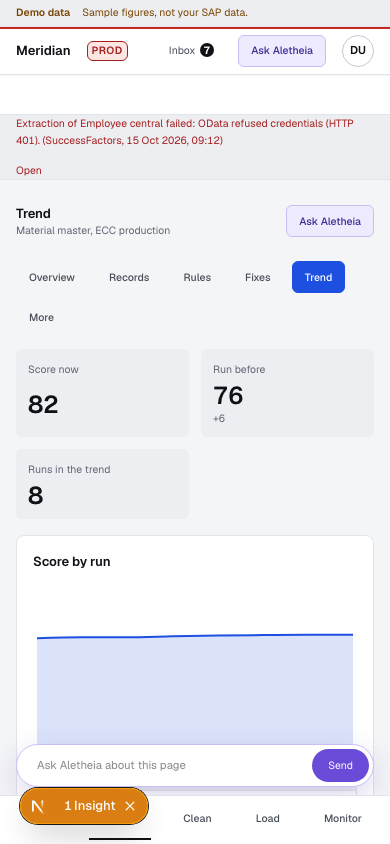 Demo data Sample figures, not your SAP data.
Meridian PROD Inbox 7 Ask Aletheia DU
Extraction of Employee central failed: OData refused credentials (HTTP
401). (SuccessFactors, 15 Oct 2026, 09:12)
Open
Trend
Material master, ECC production
Ask Aletheia
Overview Records Rules Fixes Trend
More
Score now
82
Run before
76
+6
Runs in the trend
8
Score by run
Ask Aletheia about this page Send
N 1 Insight
Clean Load Monitor